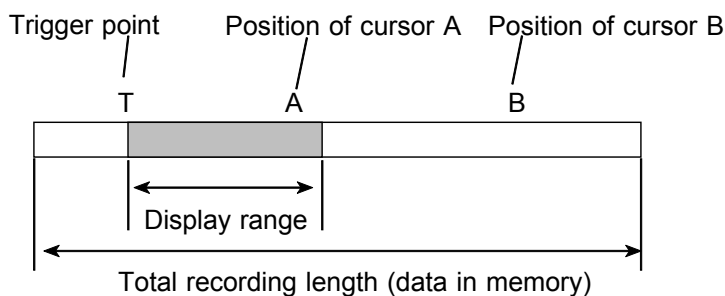 Trigger point Position of cursor A Position of cursor B
T A B
Display range
Total recording length (data in memory)